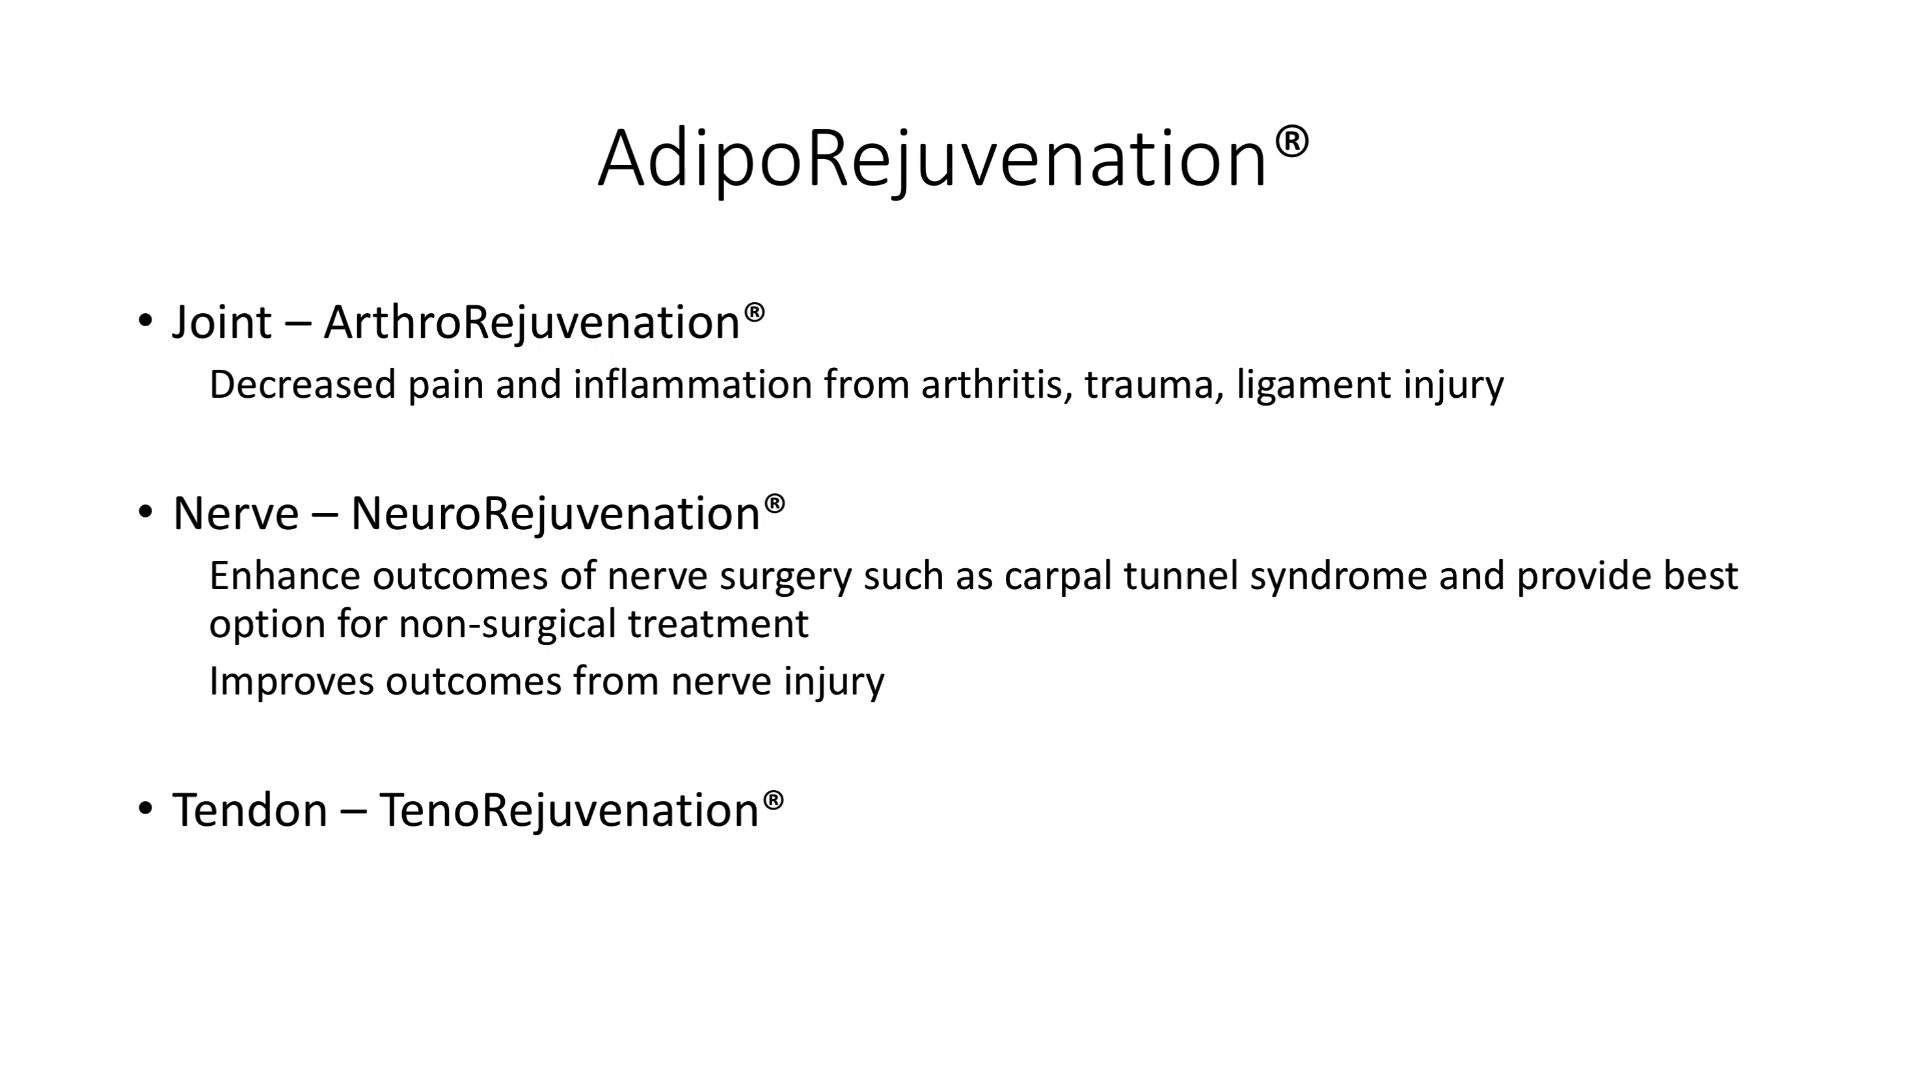 AdipoRejuvenation®
• Joint – ArthroRejuvenation®
Decreased pain and inflammation from arthritis, trauma, ligament injury
• Nerve – NeuroRejuvenation®
Enhance outcomes of nerve surgery such as carpal tunnel syndrome and provide best
option for non-surgical treatment
Improves outcomes from nerve injury
• Tendon – TenoRejuvenation®